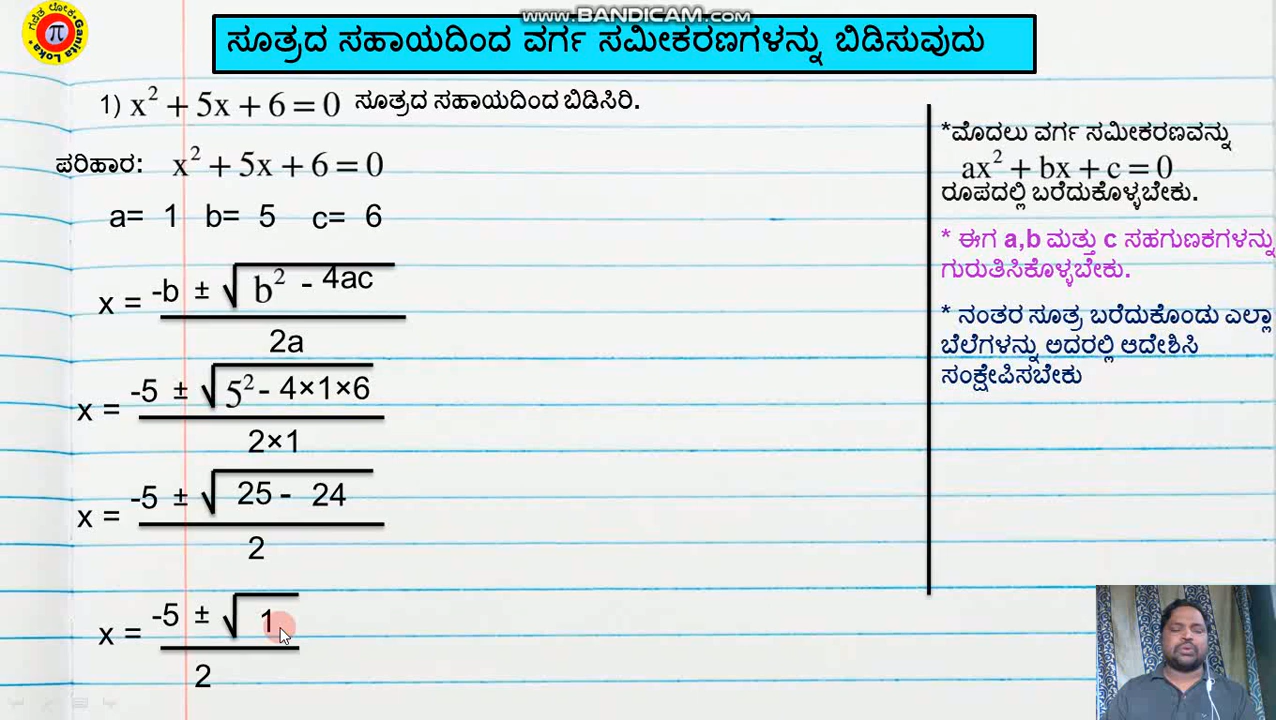 www.BANDICAM.com
ಗಣಿತ ಲೋಕ Ganita Loka
π
ಸೂತ್ರದ ಸಹಾಯದಿಂದ ವರ್ಗ ಸಮೀಕರಣಗಳನ್ನು ಬಿಡಿಸುವುದು
1) x² + 5x + 6 = 0 ಸೂತ್ರದ ಸಹಾಯದಿಂದ ಬಿಡಿಸಿರಿ.
ಪರಿಹಾರ: x² + 5x + 6 = 0
a= 1 b= 5 c= 6
x = -b ± √ b² - 4ac
2a
x = -5 ± √ 5² - 4×1×6
2×1
x = -5 ± √ 25 - 24
2
x = -5 ± √ 1
2
*ಮೊದಲು ವರ್ಗ ಸಮೀಕರಣವನ್ನು
ax² + bx + c = 0
ರೂಪದಲ್ಲಿ ಬರೆದುಕೊಳ್ಳಬೇಕು.
* ಈಗ a,b ಮತ್ತು c ಸಹಗುಣಕಗಳನ್ನು
ಗುರುತಿಸಿಕೊಳ್ಳಬೇಕು.
* ನಂತರ ಸೂತ್ರ ಬರೆದುಕೊಂಡು ಎಲ್ಲಾ
ಬೆಲೆಗಳನ್ನು ಅದರಲ್ಲಿ ಆದೇಶಿಸಿ
ಸಂಕ್ಷೇಪಿಸಬೇಕು